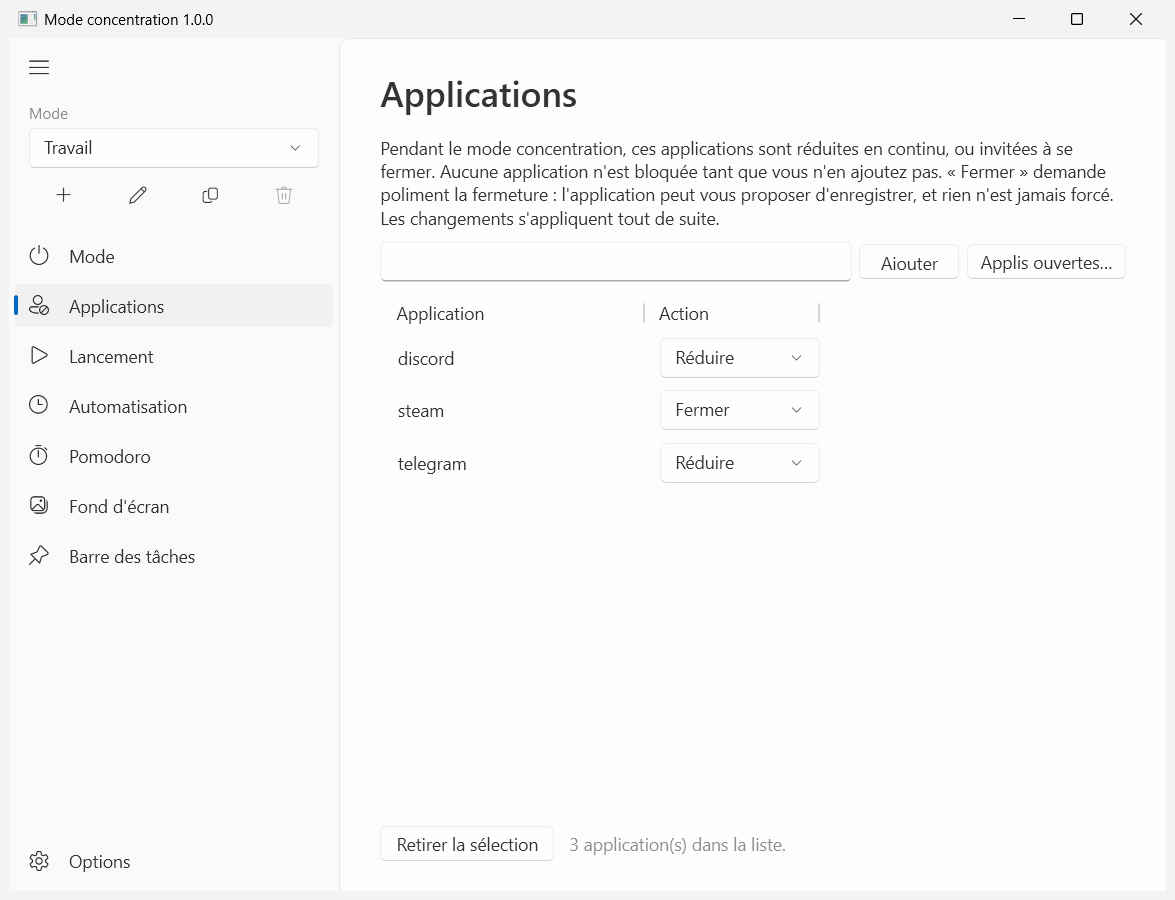 Mode concentration 1.0.0
Mode
Travail
Mode
Applications
Lancement
Automatisation
Pomodoro
Fond d'écran
Barre des tâches
Options
Applications
Pendant le mode concentration, ces applications sont réduites en continu, ou invitées à se
fermer. Aucune application n'est bloquée tant que vous n'en ajoutez pas. « Fermer » demande
poliment la fermeture : l'application peut vous proposer d'enregistrer, et rien n'est jamais forcé.
Les changements s'appliquent tout de suite.
Aiouter
Applis ouvertes…
Application
Action
discord
Réduire
steam
Fermer
telegram
Réduire
Retirer la sélection
3 application(s) dans la liste.